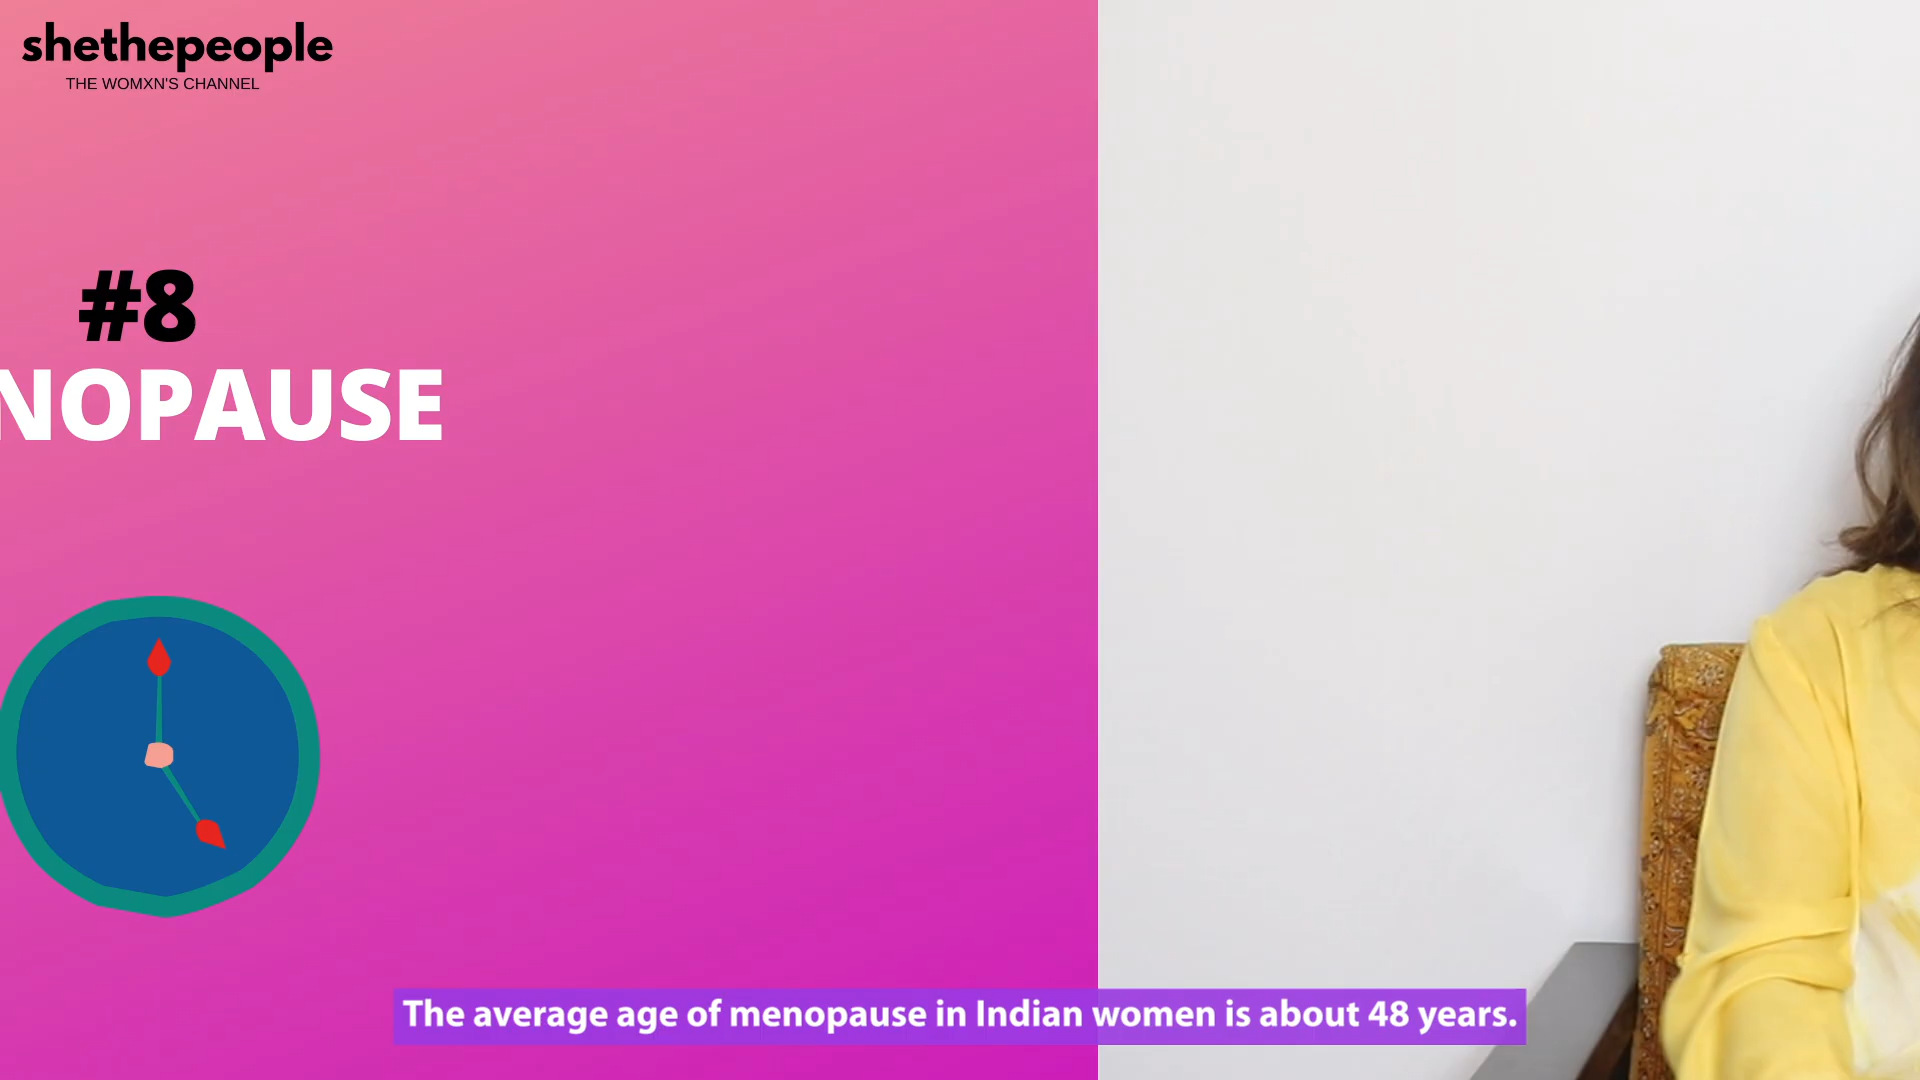 shethepeople
THE WOMXN'S CHANNEL
#8
NOPAUSE
The average age of menopause in Indian women is about 48 years.